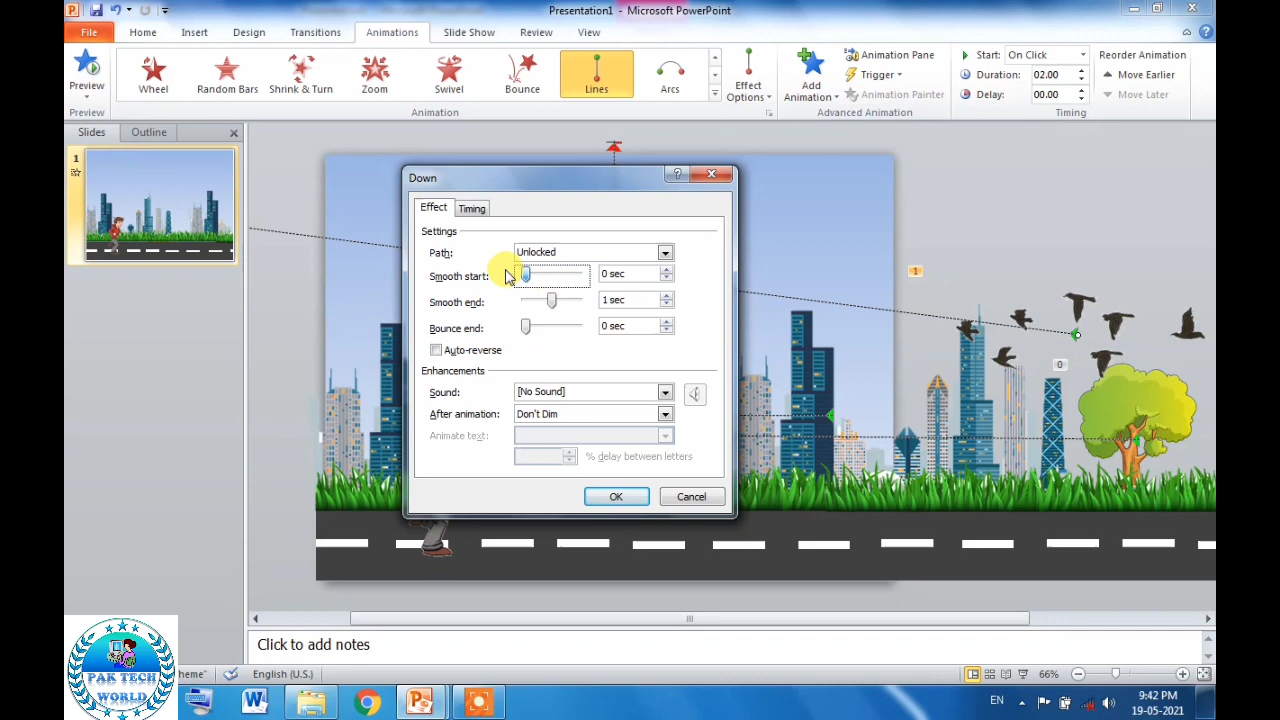 Presentation1 - Microsoft PowerPoint
File Home Insert Design Transitions Animations Slide Show Review View
Preview
Wheel
Random Bars
Shrink & Turn
Zoom
Swivel
Bounce
Lines
Arcs
Effect
Options
Add
Animation
Animation Pane
Trigger
Animation Painter
Start: On Click
Duration: 02.00
Delay: 00.00
Reorder Animation
Move Earlier
Move Later
Preview
Animation
Advanced Animation
Timing
Slides
Outline
1
Down
Effect
Timing
Settings
Path: Unlocked
Smooth start: 0 sec
Smooth end: 1 sec
Bounce end: 0 sec
Auto-reverse
Enhancements
Sound: [No Sound]
After animation: Don't Dim
Animate text:
% delay between letters
OK
Cancel
1
0
Click to add notes
heme"
English (U.S.)
66%
PAK TECH
WORLD
EN
9:42 PM
19-05-2021